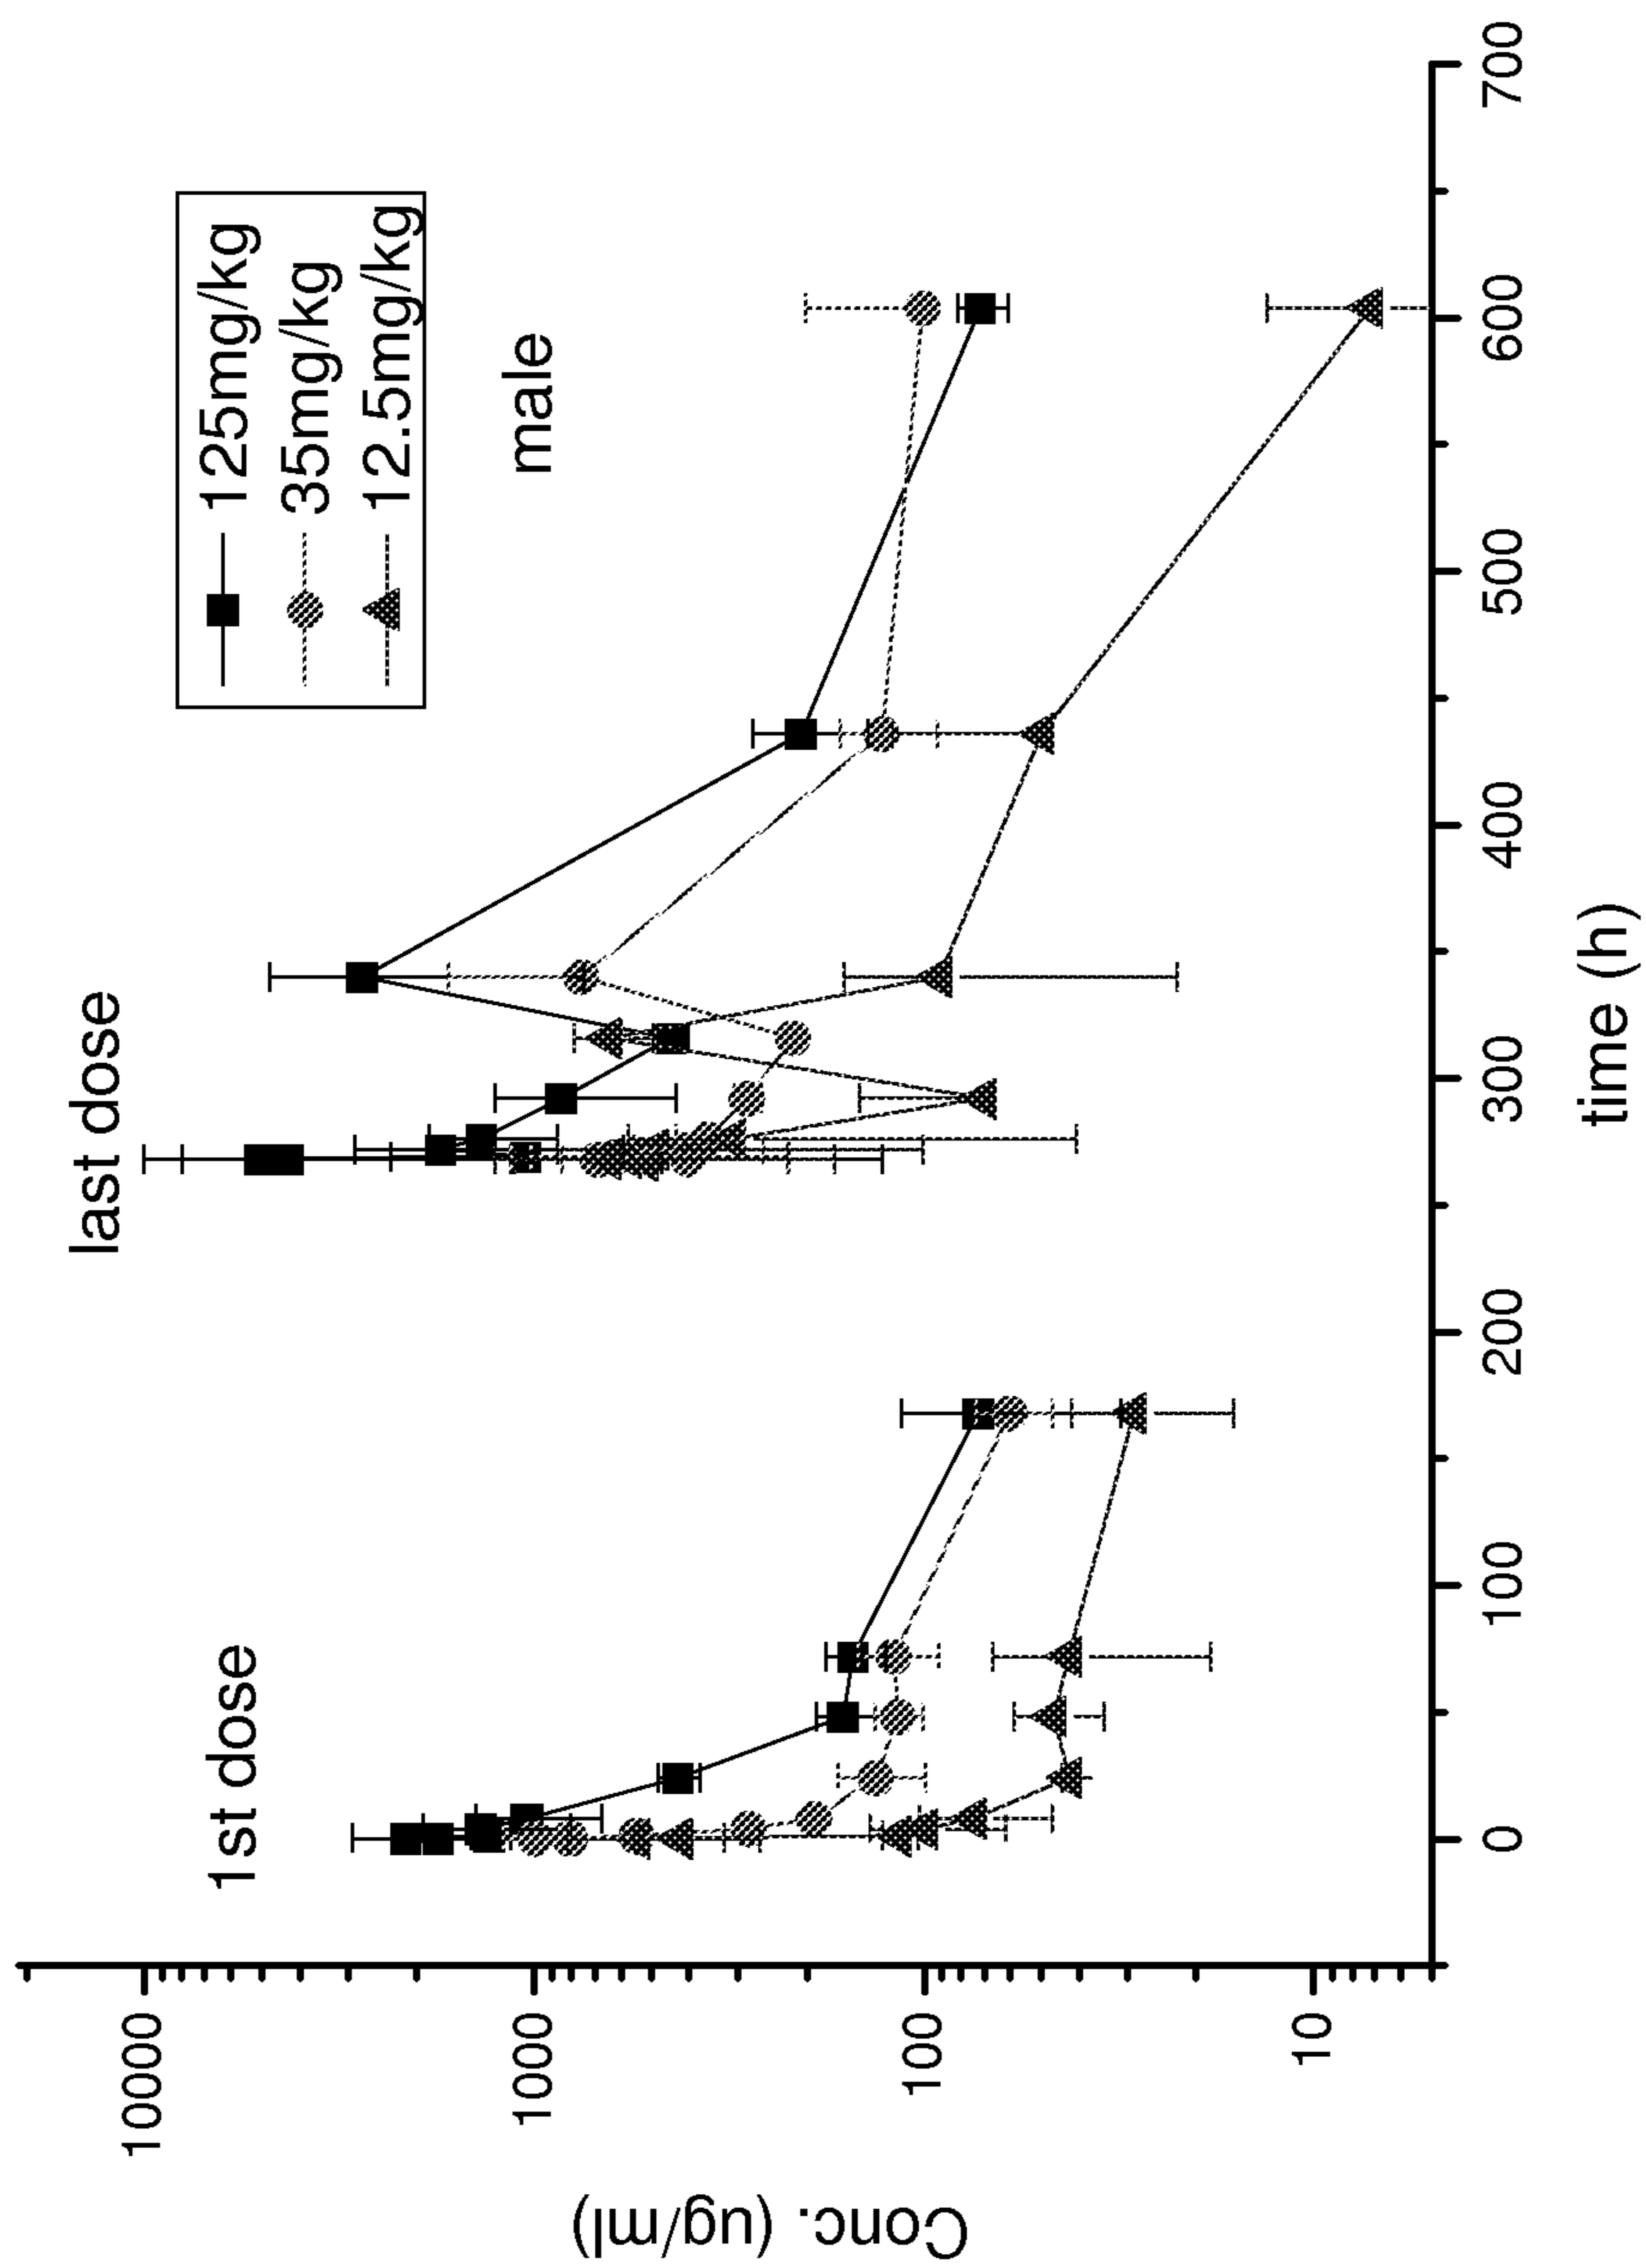 last dose
1st dose
125mg/kg
35mg/kg
12.5mg/kg
male
Conc. (ug/ml)
10000
1000
100
10
0
100
200
300
400
500
600
700
time (h)